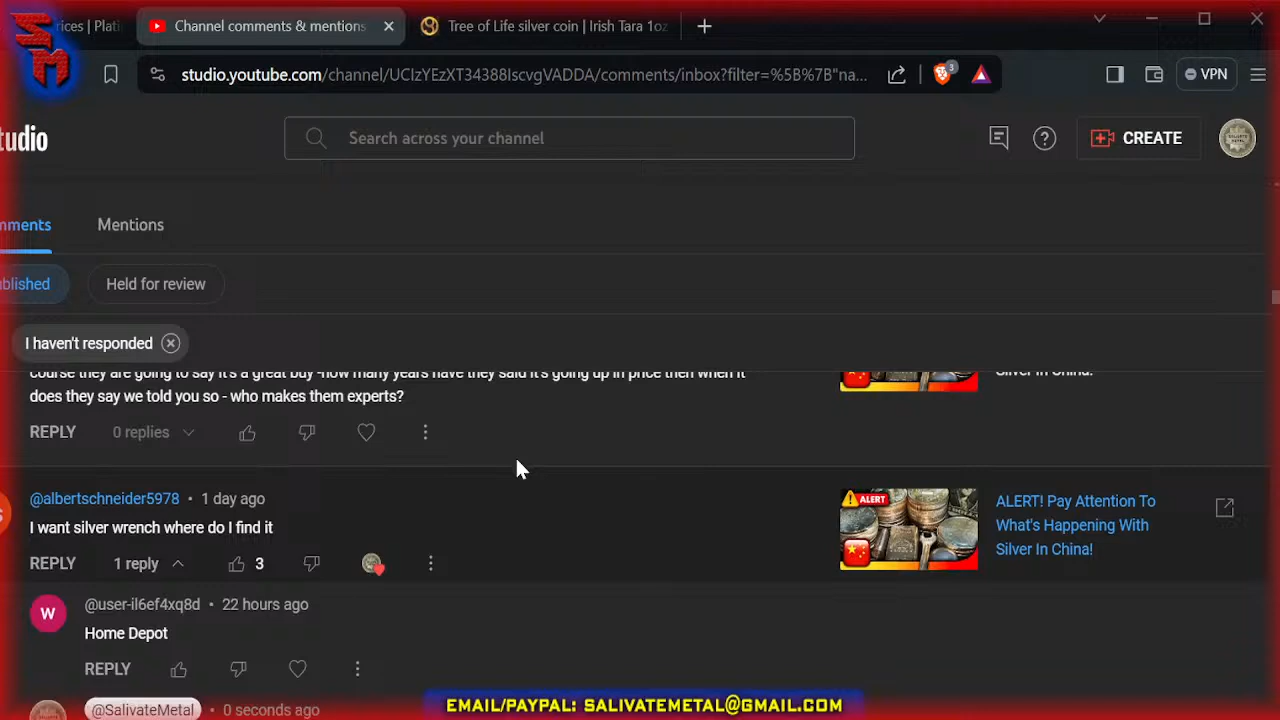 SM
rices | Plati
Channel comments & mentions
Tree of Life silver coin | Irish Tara 1oz
studio.youtube.com/channel/UCIzYEzXT34388IscvgVADDA/comments/inbox?filter=%5B%7B"na...
3
VPN
tudio
Search across your channel
CREATE
mments
Mentions
ublished
Held for review
I haven't responded
course they are going to say it's a great buy -how many years have they said it's going up in price then when it
does they say we told you so - who makes them experts?
Silver In China!
REPLY
0 replies
@albertschneider5978 • 1 day ago
I want silver wrench where do I find it
REPLY
1 reply
3
ALERT
ALERT! Pay Attention To
What's Happening With
Silver In China!
W
@user-il6ef4xq8d • 22 hours ago
Home Depot
REPLY
@SalivateMetal • 0 seconds ago
EMAIL/PAYPAL: SALIVATEMETAL@GMAIL.COM